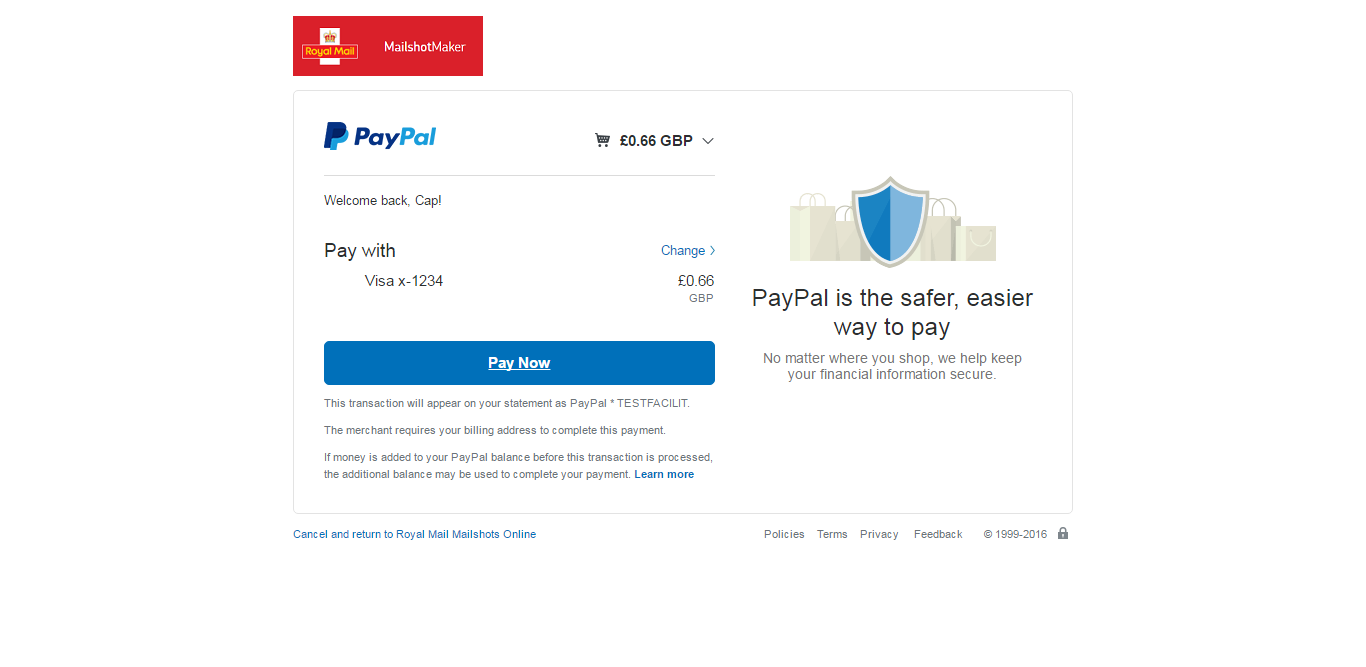 Royal Mail
MailshotMaker
PayPal
£0.66 GBP
Welcome back, Cap!
Pay with
Change
Visa x-1234
£0.66
GBP
Pay Now
This transaction will appear on your statement as PayPal * TESTFACILIT.
The merchant requires your billing address to complete this payment.
If money is added to your PayPal balance before this transaction is processed,
the additional balance may be used to complete your payment. Learn more
PayPal is the safer, easier
way to pay
No matter where you shop, we help keep
your financial information secure.
Cancel and return to Royal Mail Mailshots Online
Policies Terms Privacy Feedback © 1999-2016